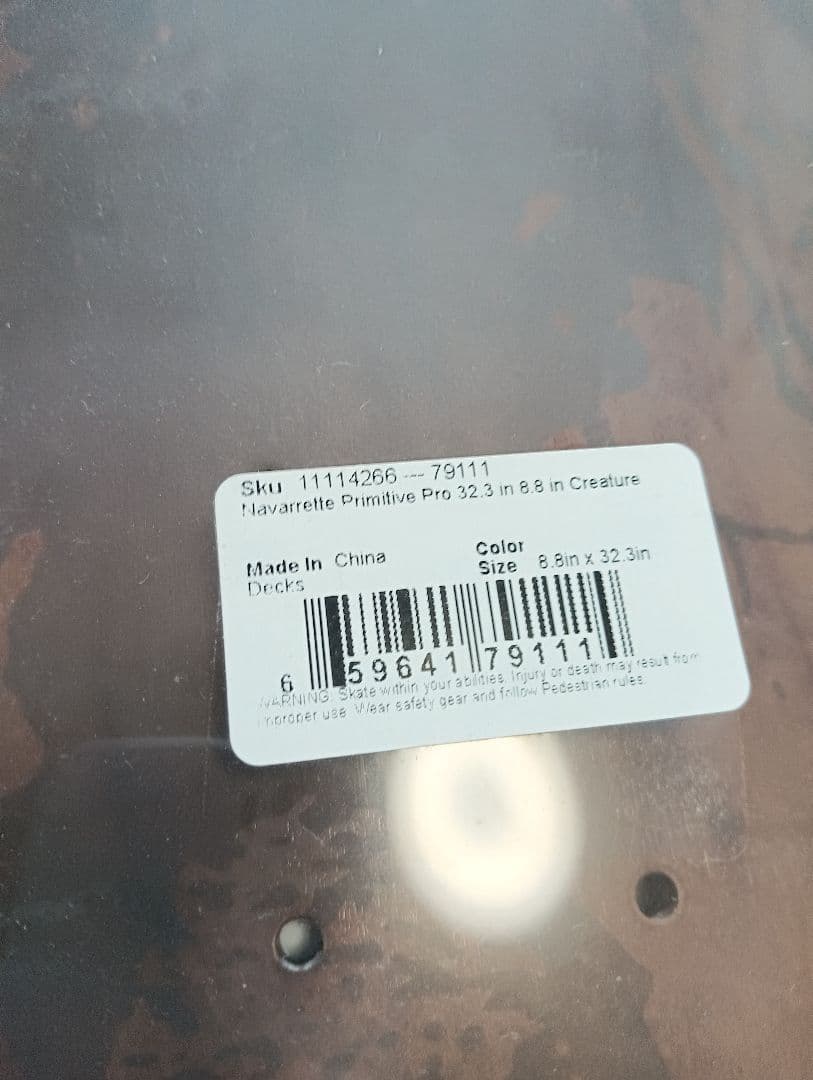 Sku 11114266 --- 79111
Navarrette Primitive Pro 32.3 in 8.8 in Creature
Made In China
Color
Decks
Size 8.8in x 32.3in
6 59641 79111
WARNING. Skate within your abilities. Injury or death may result from
improper use. Wear safety gear and follow Pedestrian rules.